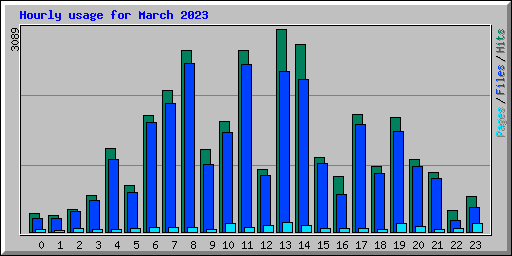 Hourly usage for March 2023
3089
Pages/Files/Hits
0 1 2 3 4 5 6 7 8 9 10 11 12 13 14 15 16 17 18 19 20 21 22 23